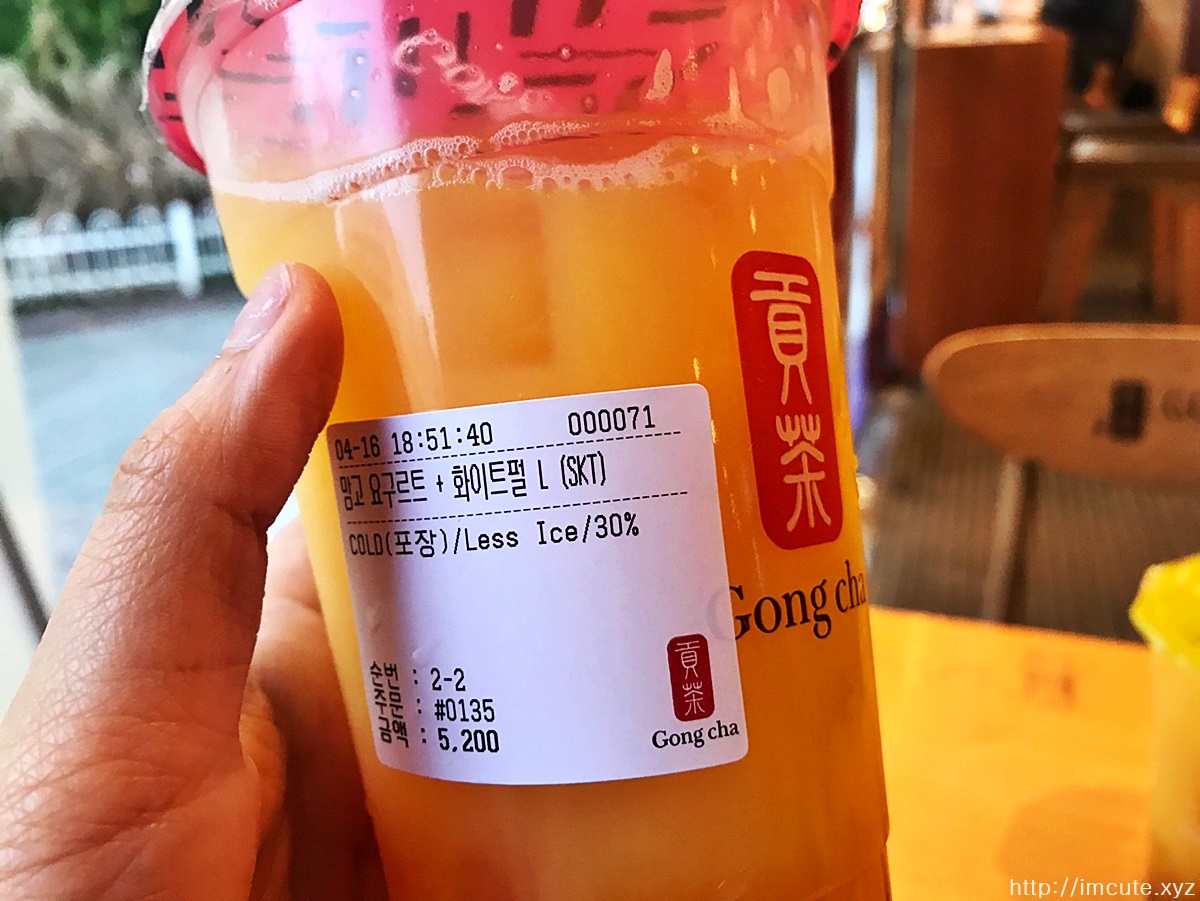 04-16 18:51:40 000071
망고 요구르트 + 화이트펄 L (SKT)
COLD(포장)/Less Ice/30%
순번 : 2-2
주문 : #0135
금액 : 5,200
貢茶
Gong cha
貢茶
Gong cha
http://imcute.xyz